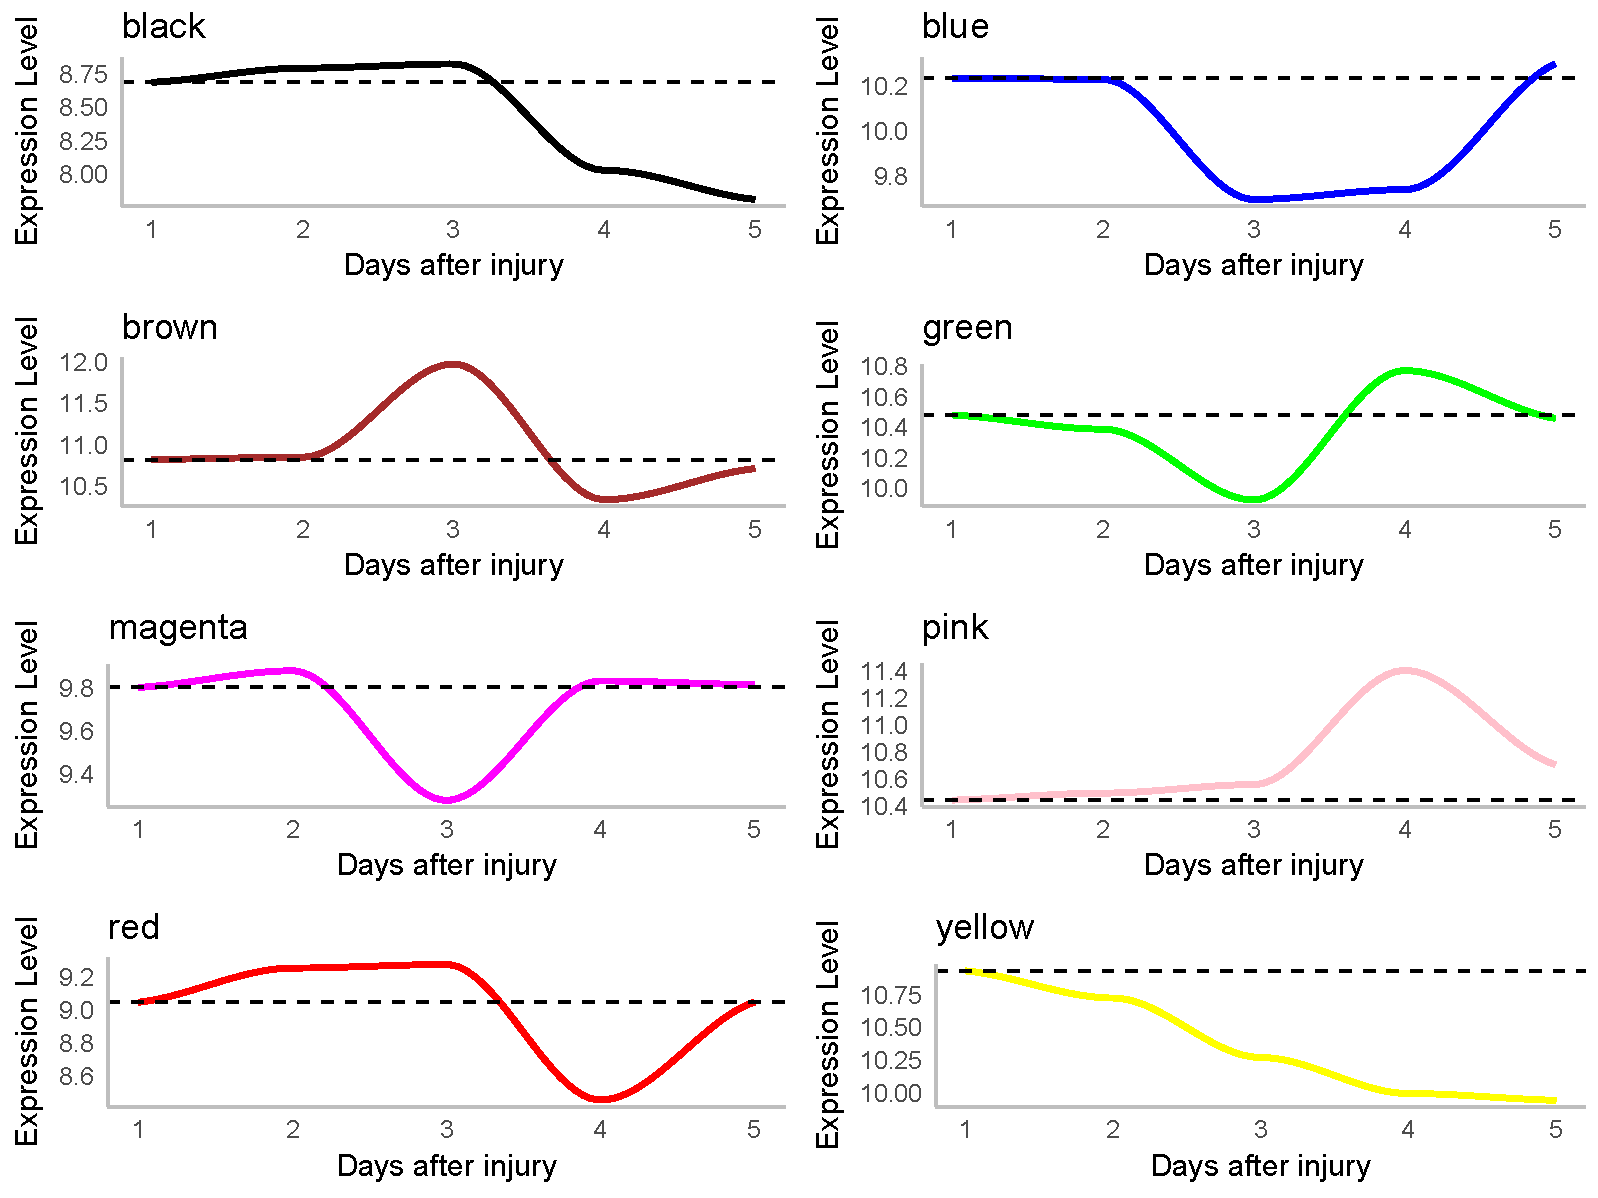 black
Expression Level
8.75
8.50
8.25
8.00
1 2 3 4 5
Days after injury
blue
Expression Level
10.2
10.0
9.8
1 2 3 4 5
Days after injury
brown
Expression Level
12.0
11.5
11.0
10.5
1 2 3 4 5
Days after injury
green
Expression Level
10.8
10.6
10.4
10.2
10.0
1 2 3 4 5
Days after injury
magenta
Expression Level
9.8
9.6
9.4
1 2 3 4 5
Days after injury
pink
Expression Level
11.4
11.2
11.0
10.8
10.6
10.4
1 2 3 4 5
Days after injury
red
Expression Level
9.2
9.0
8.8
8.6
1 2 3 4 5
Days after injury
yellow
Expression Level
10.75
10.50
10.25
10.00
1 2 3 4 5
Days after injury